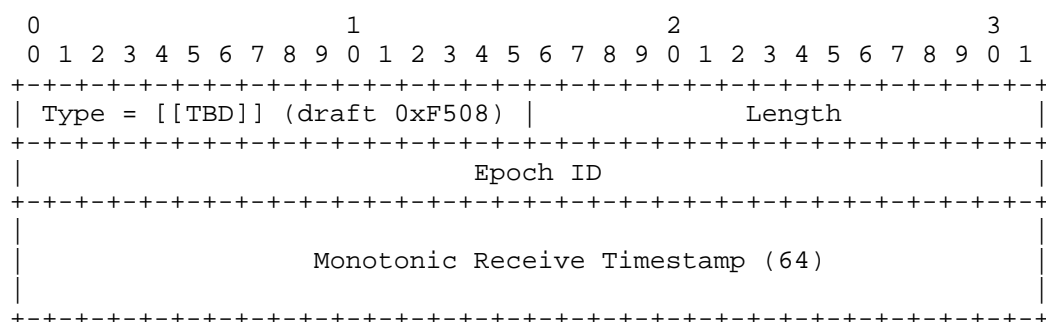 0                   1                   2                   3
 0 1 2 3 4 5 6 7 8 9 0 1 2 3 4 5 6 7 8 9 0 1 2 3 4 5 6 7 8 9 0 1
+-+-+-+-+-+-+-+-+-+-+-+-+-+-+-+-+-+-+-+-+-+-+-+-+-+-+-+-+-+-+-+-+
| Type = [[TBD]] (draft 0xF508) |             Length            |
+-+-+-+-+-+-+-+-+-+-+-+-+-+-+-+-+-+-+-+-+-+-+-+-+-+-+-+-+-+-+-+-+
|                            Epoch ID                           |
+-+-+-+-+-+-+-+-+-+-+-+-+-+-+-+-+-+-+-+-+-+-+-+-+-+-+-+-+-+-+-+-+
|                                                               |
|                  Monotonic Receive Timestamp (64)             |
|                                                               |
+-+-+-+-+-+-+-+-+-+-+-+-+-+-+-+-+-+-+-+-+-+-+-+-+-+-+-+-+-+-+-+-+